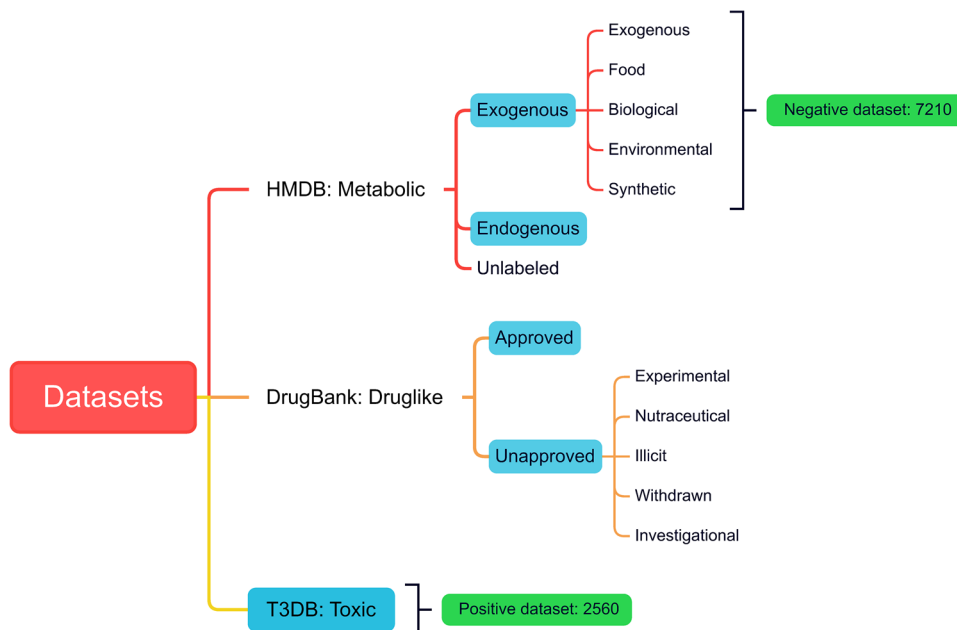 Datasets
HMDB: Metabolic
Exogenous
Exogenous
Food
Biological
Environmental
Synthetic
Negative dataset: 7210
Endogenous
Unlabeled
DrugBank: Druglike
Approved
Unapproved
Experimental
Nutraceutical
Illicit
Withdrawn
Investigational
T3DB: Toxic
Positive dataset: 2560